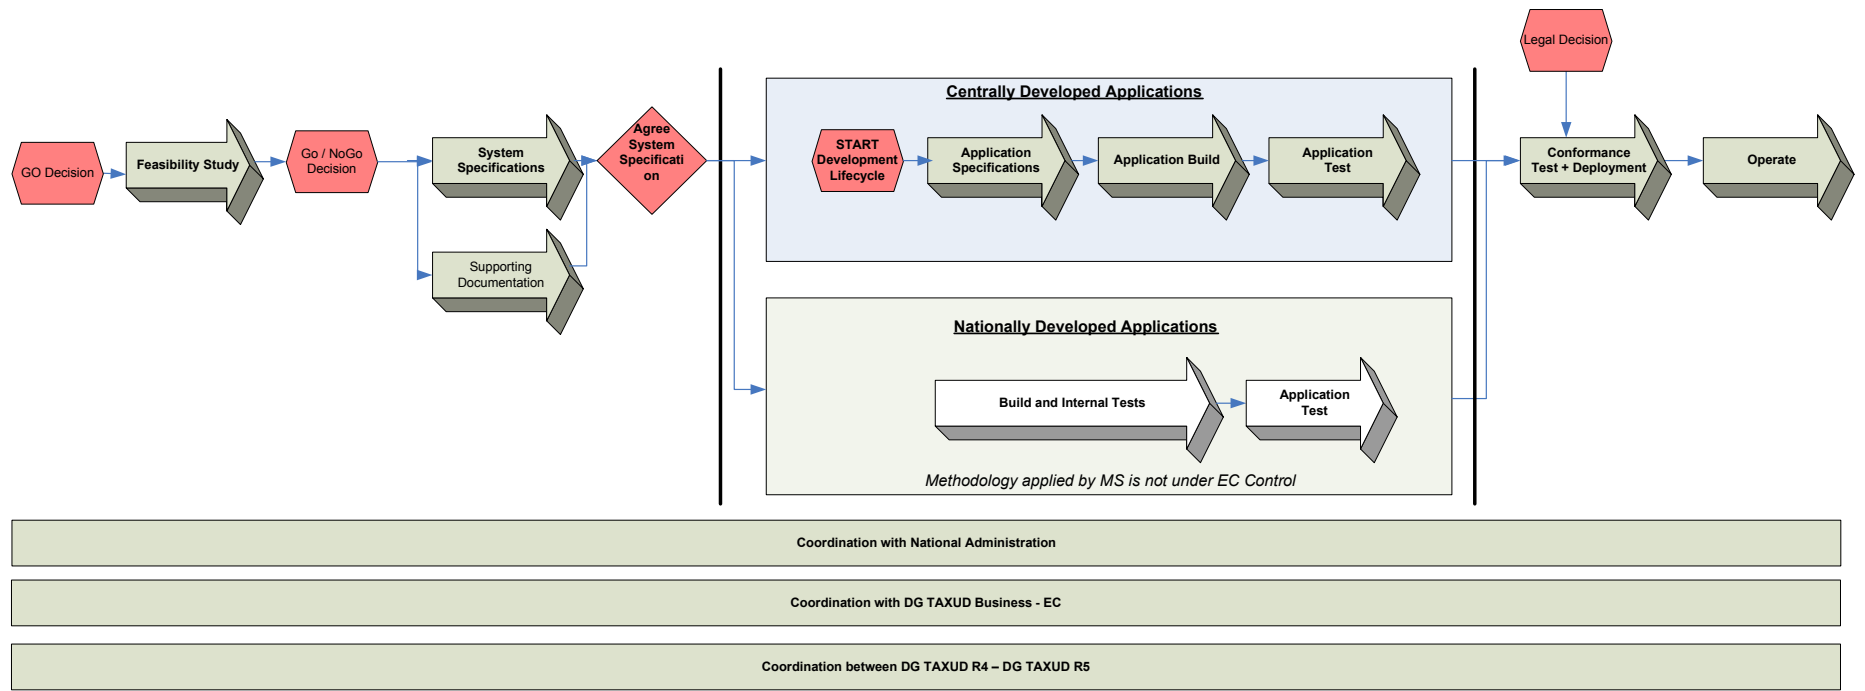 GO Decision
Feasibility Study
Go / NoGo
Decision
System
Specifications
Supporting
Documentation
Agree
System
Specificati
on
Centrally Developed Applications
START
Development
Lifecycle
Application
Specifications
Application Build
Application
Test
Nationally Developed Applications
Build and Internal Tests
Application
Test
Methodology applied by MS is not under EC Control
Legal Decision
Conformance
Test + Deployment
Operate
Coordination with National Administration
Coordination with DG TAXUD Business - EC
Coordination between DG TAXUD R4 – DG TAXUD R5